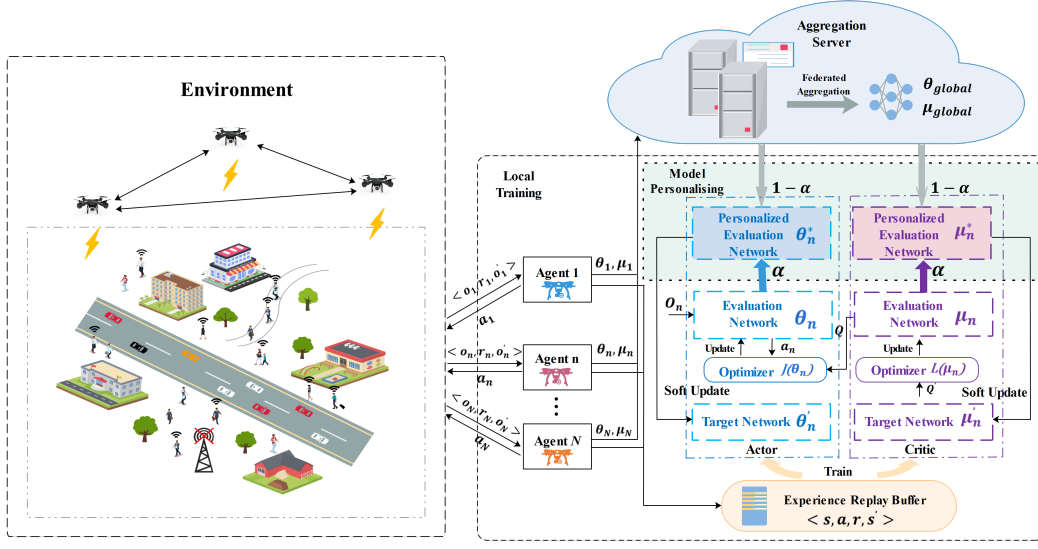 Aggregation
Server
Federated
Aggregation
θ_global
μ_global
Environment
Local
Training
Model
Personalising
1 − α
1 − α
Personalized
Evaluation
Network
θ*_n
Personalized
Evaluation
Network
μ*_n
α
α
< o_1, r_1, o_1' >
a_1
Agent 1
θ_1, μ_1
O_n
Evaluation
Network
θ_n
Q
Evaluation
Network
μ_n
Update
a_n
Update
< o_n, r_n, o_n' >
a_n
Agent n
θ_n, μ_n
Optimizer J(θ_n)
Optimizer L(μ_n)
Soft Update
Q'
Soft Update
< o_N, r_N, o_N' >
a_N
Agent N
θ_N, μ_N
Target Network θ_n'
Target Network μ_n'
Actor
Critic
Train
Experience Replay Buffer
< s, a, r, s' >